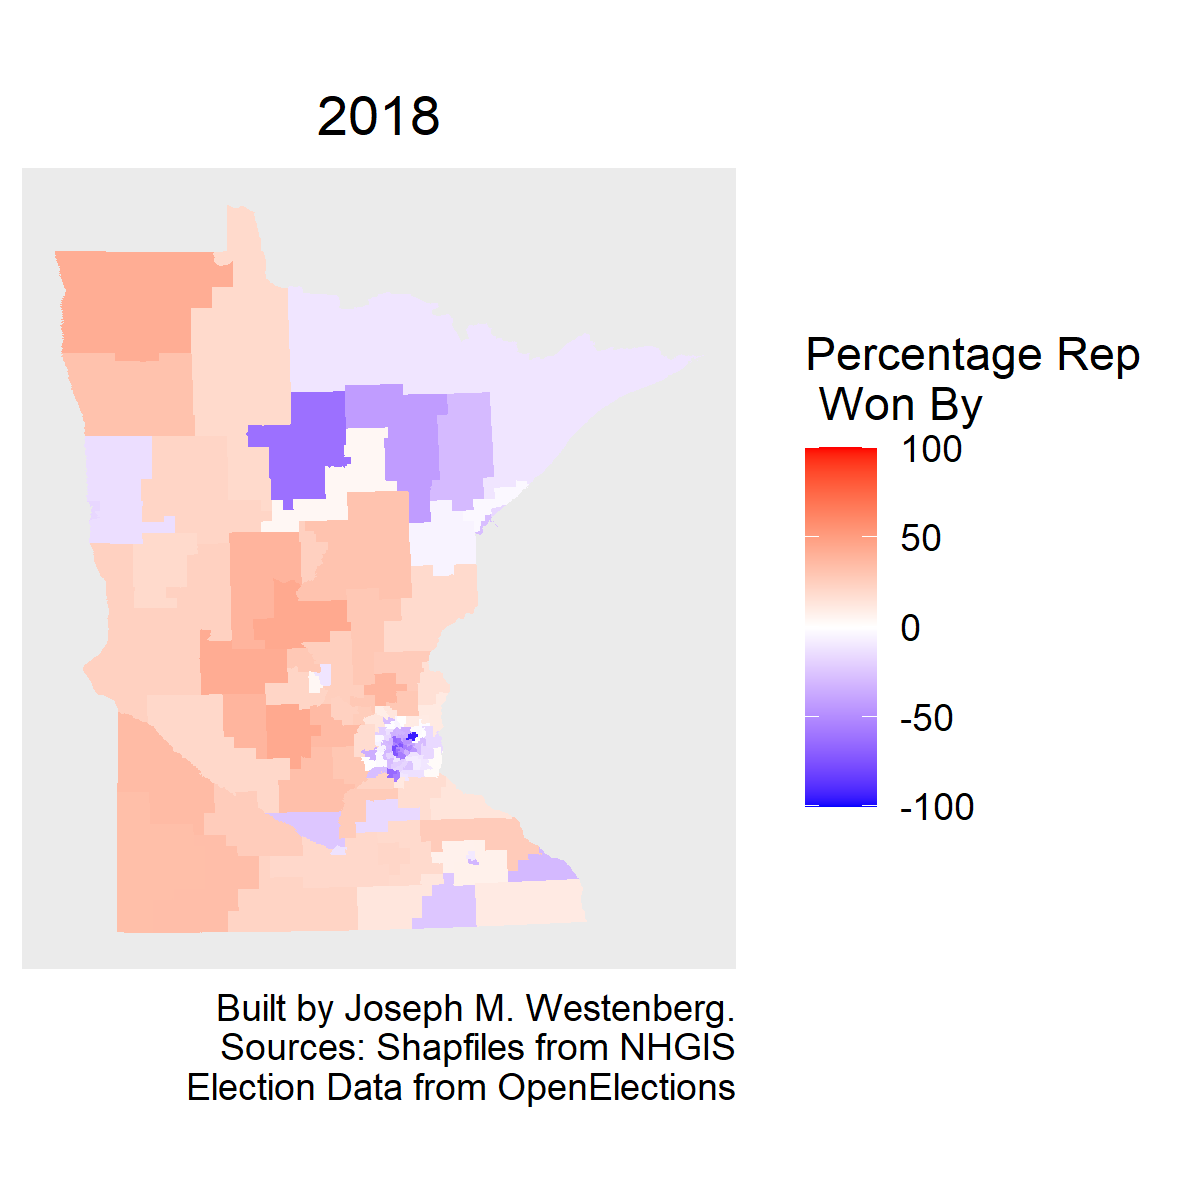 2018
Percentage Rep
Won By
100
50
0
-50
-100
Built by Joseph M. Westenberg.
Sources: Shapfiles from NHGIS
Election Data from OpenElections